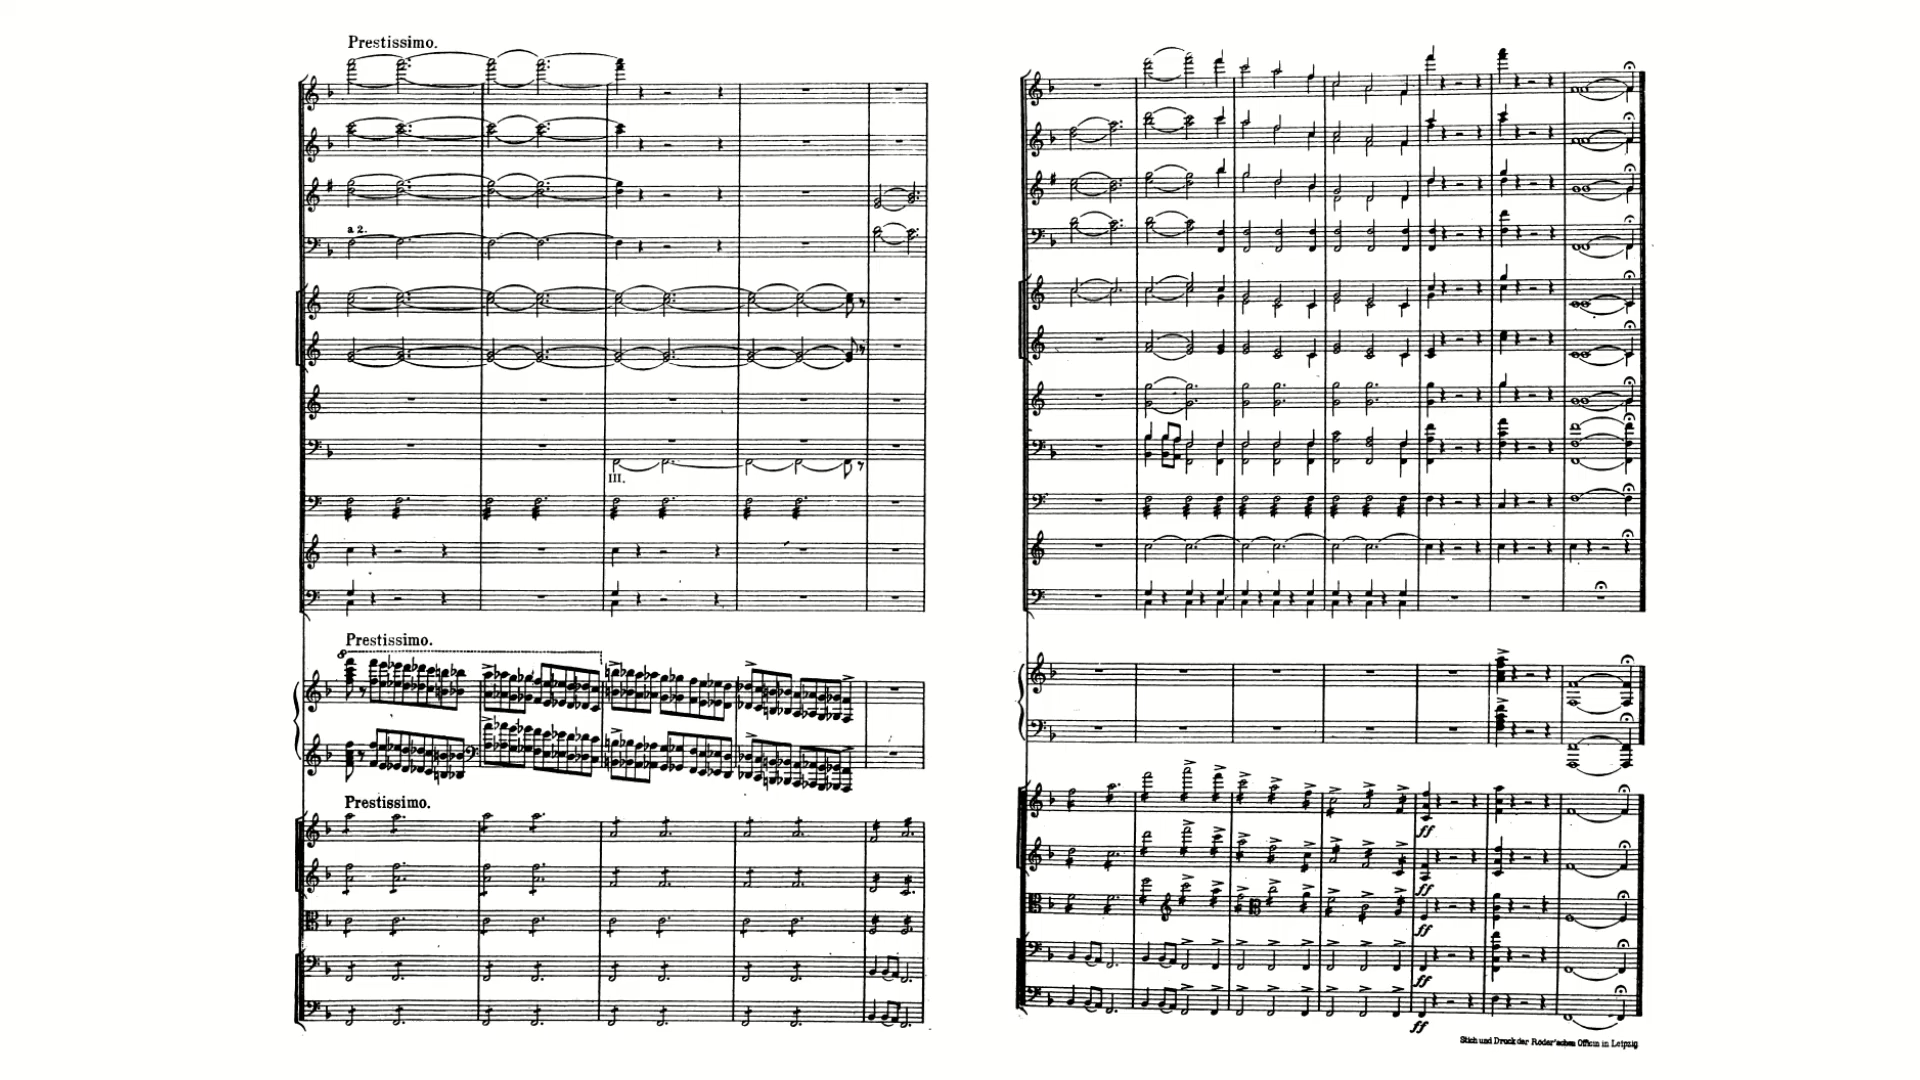 Prestissimo.
a 2.
III.
Prestissimo.
8
Prestissimo.
ff
ff
ff
ff
ff
Stich und Druck der Röder'schen Officin in Leipzig